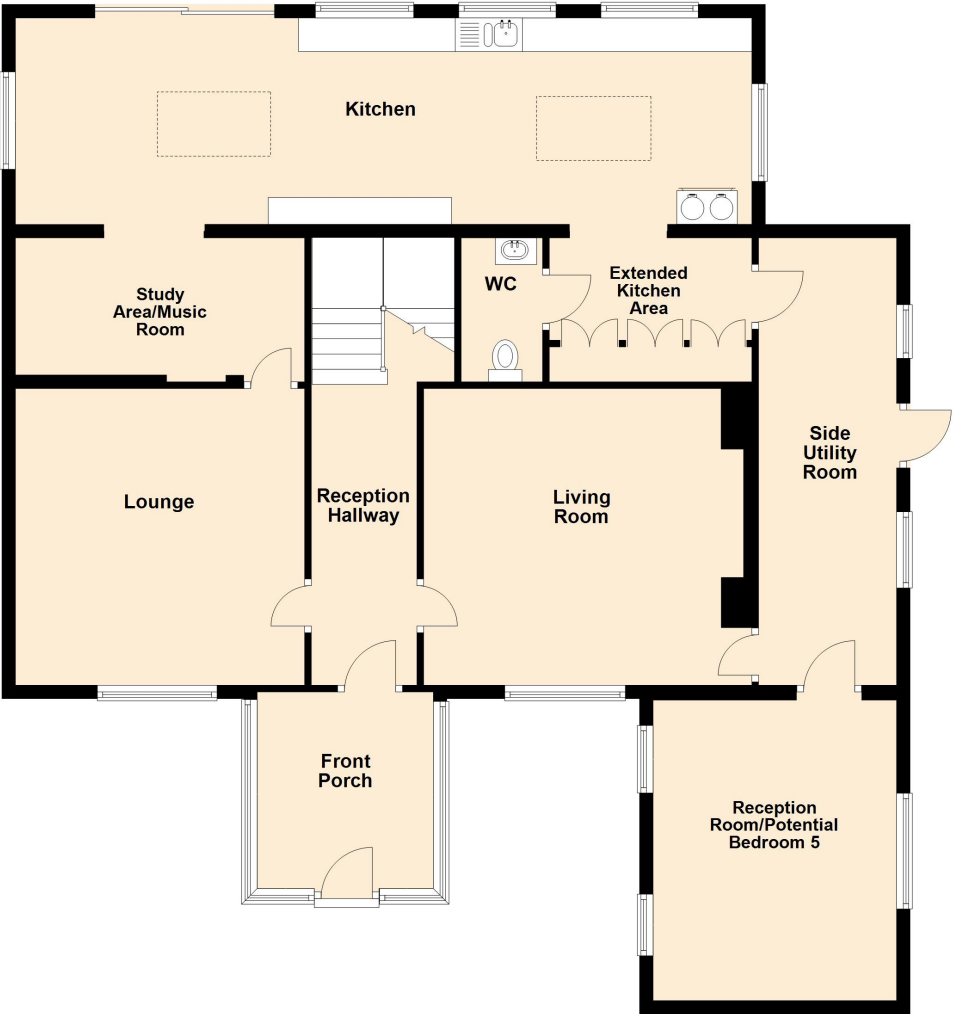 Kitchen
Study
Area/Music
Room
WC
Extended
Kitchen
Area
Side
Utility
Room
Lounge
Reception
Hallway
Living
Room
Front
Porch
Reception
Room/Potential
Bedroom 5